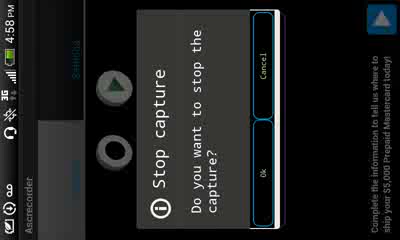 3G 4:58 PM
Ascrecorder
Stop capture
Do you want to stop the
capture?
Ok Cancel
Complete the information to tell us where to
ship your $5,000 Prepaid Mastercard today!